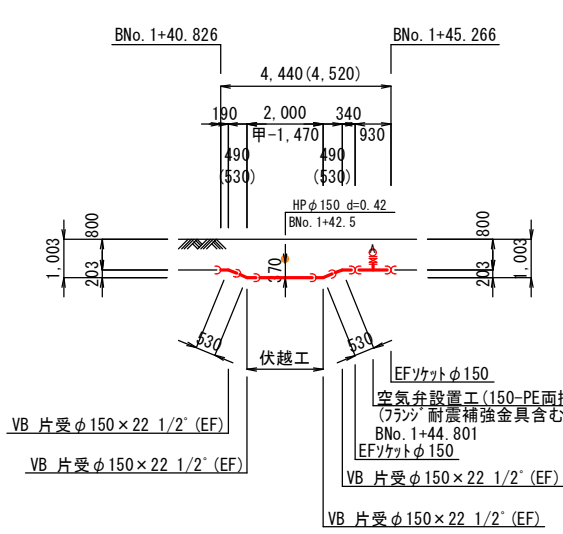 BNo. 1+40.826
BNo. 1+45.266
4,440(4,520)
190 2,000 340
甲-1,470 930
490 490
(530) (530)
HPφ150 d=0.42
BNo. 1+42.5
800
1,003
203
370
800
203
1,003
530
伏越工
530
EFソケットφ150
空気弁設置工(150-PE両挿
(フランジ耐震補強金具含む
BNo. 1+44.801
EFソケットφ150
VB 片受φ150×22 1/2°(EF)
VB 片受φ150×22 1/2°(EF)
VB 片受φ150×22 1/2°(EF)
VB 片受φ150×22 1/2°(EF)